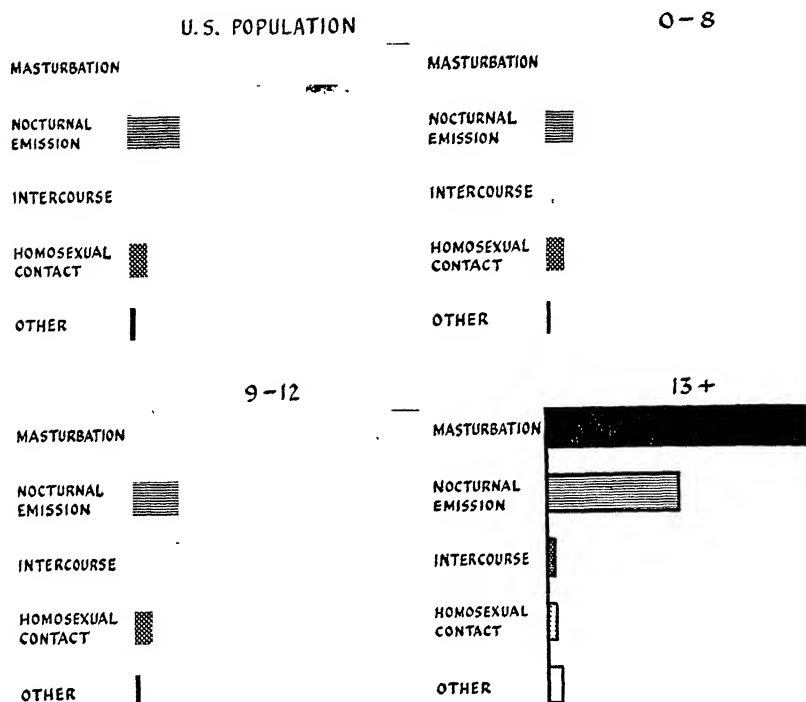 U. S. POPULATION
MASTURBATION
NOCTURNAL
EMISSION
INTERCOURSE
HOMOSEXUAL
CONTACT
OTHER
0-8
MASTURBATION
NOCTURNAL
EMISSION
INTERCOURSE
HOMOSEXUAL
CONTACT
OTHER
9-12
MASTURBATION
NOCTURNAL
EMISSION
INTERCOURSE
HOMOSEXUAL
CONTACT
OTHER
13+
MASTURBATION
NOCTURNAL
EMISSION
INTERCOURSE
HOMOSEXUAL
CONTACT
OTHER